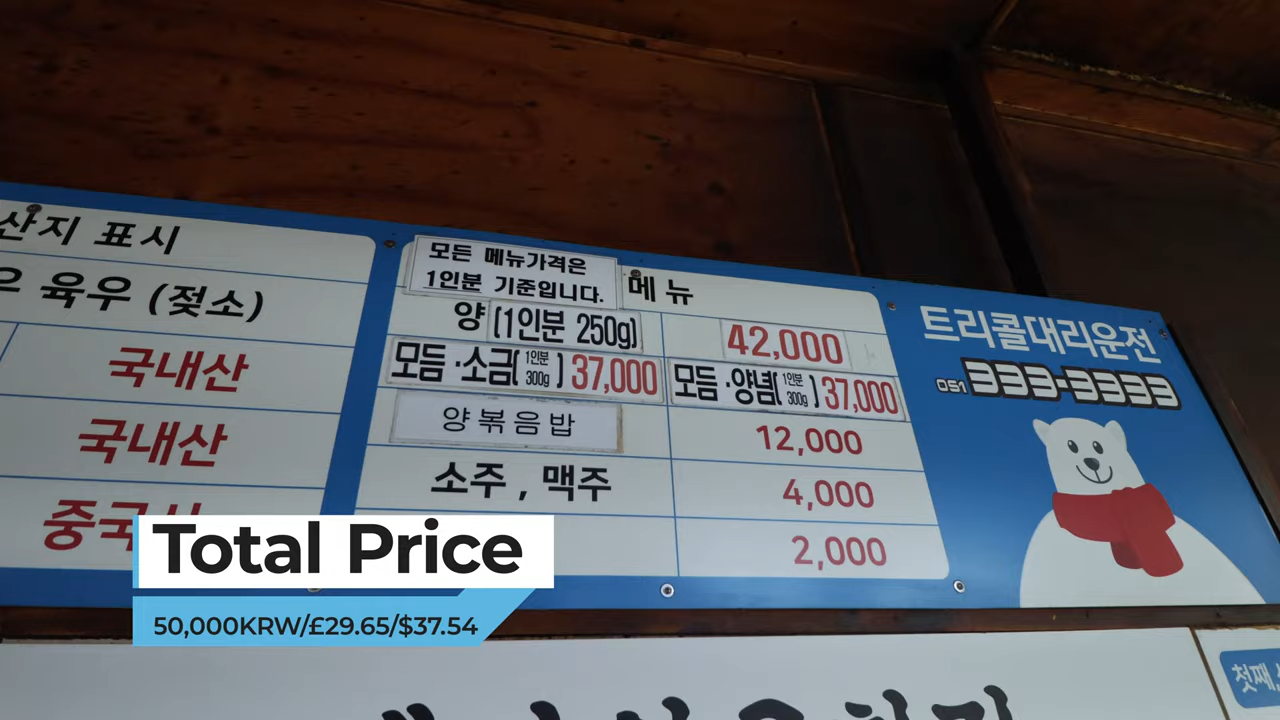 산지 표시
우 육우 (젖소)
국내산
국내산
모든 메뉴가격은
1인분 기준입니다.
메 뉴
양 (1인분 250g) 42,000
모듬·소금( 1인분 300g ) 37,000
모듬·양념( 1인분 300g ) 37,000
양볶음밥 12,000
소주 , 맥주 4,000
2,000
트리콜대리운전
051 333-3333
Total Price
50,000KRW/£29.65/$37.54
첫째